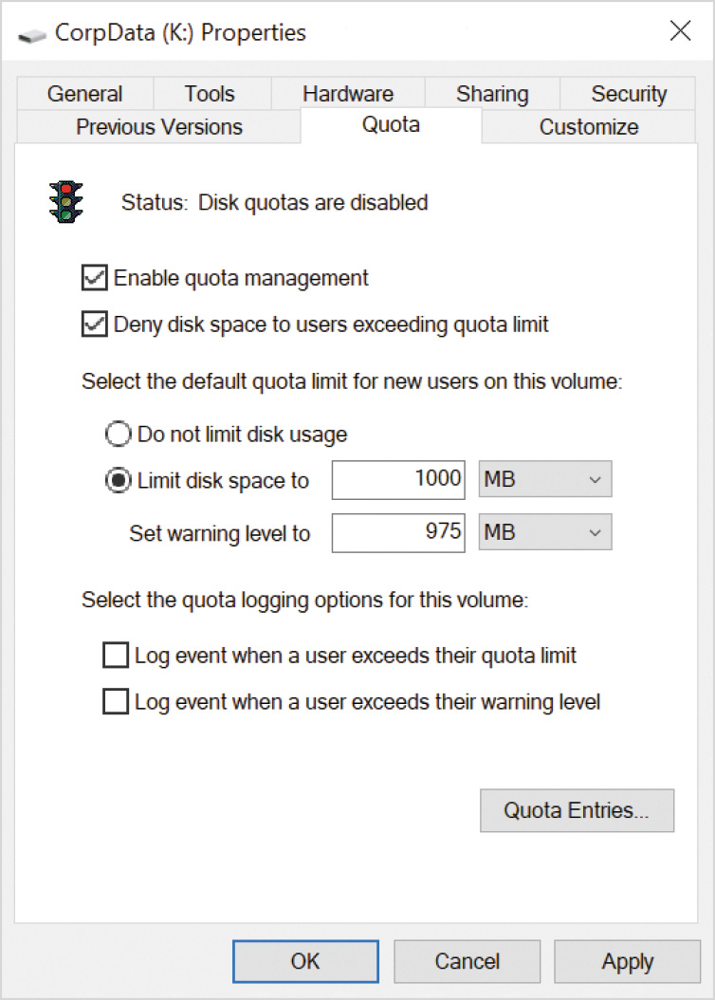 CorpData (K:) Properties
General Tools Hardware Sharing Security
Previous Versions Quota Customize
Status: Disk quotas are disabled
Enable quota management
Deny disk space to users exceeding quota limit
Select the default quota limit for new users on this volume:
Do not limit disk usage
Limit disk space to 1000 MB
Set warning level to 975 MB
Select the quota logging options for this volume:
Log event when a user exceeds their quota limit
Log event when a user exceeds their warning level
Quota Entries...
OK Cancel Apply